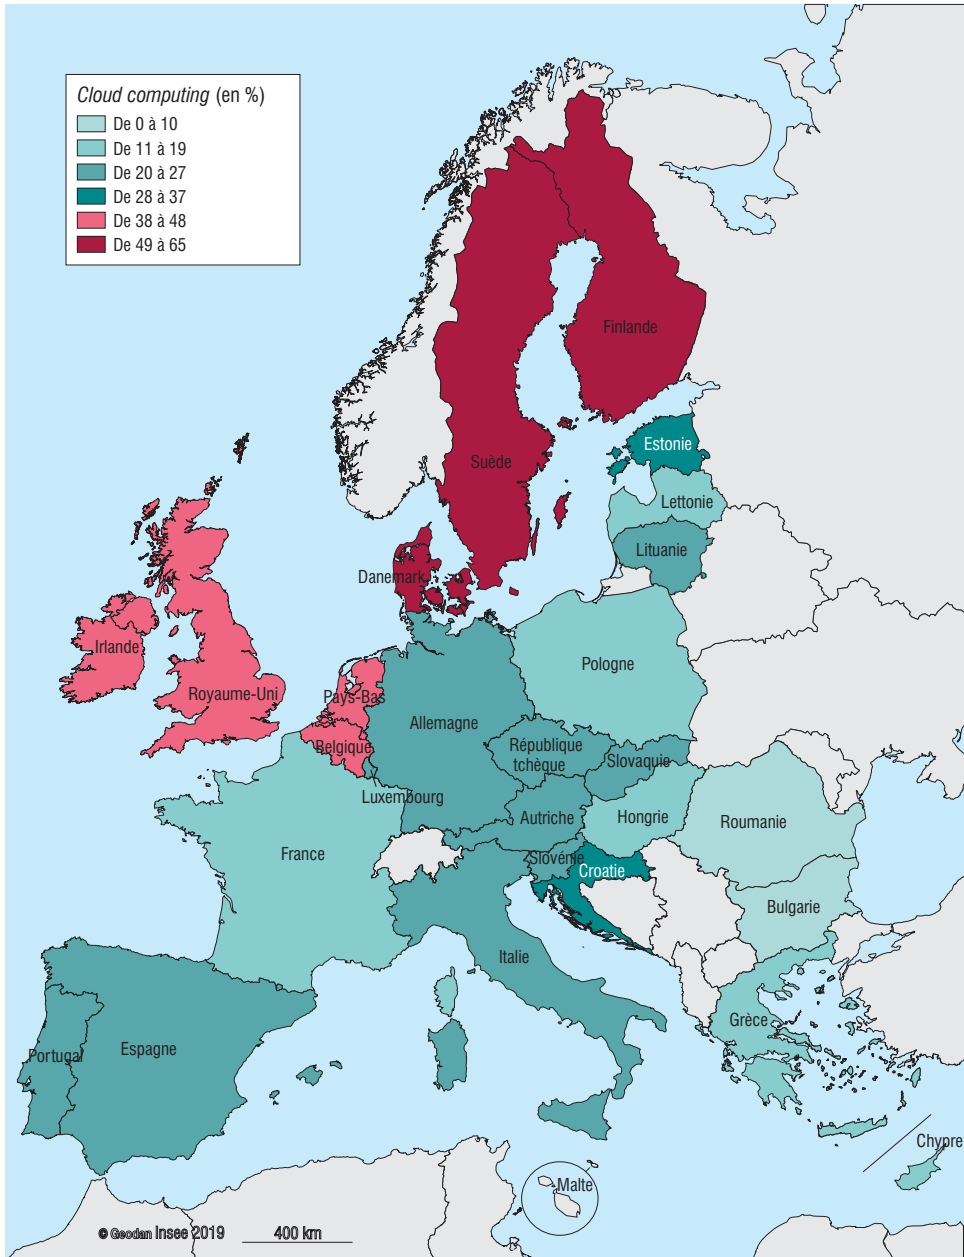 Cloud computing (en %)
De 0 à 10
De 11 à 19
De 20 à 27
De 28 à 37
De 38 à 48
De 49 à 65
Finlande
Estonie
Suède
Lettonie
Lituanie
Danemark
Irlande
Pologne
Royaume-Uni
Pays-Bas
Allemagne
Belgique
République
tchèque
Slovaquie
Luxembourg
Autriche
Hongrie
Roumanie
France
Slovénie
Croatie
Bulgarie
Italie
Grèce
Portugal
Espagne
Chypre
Malte
© Geodan Insee 2019
400 km